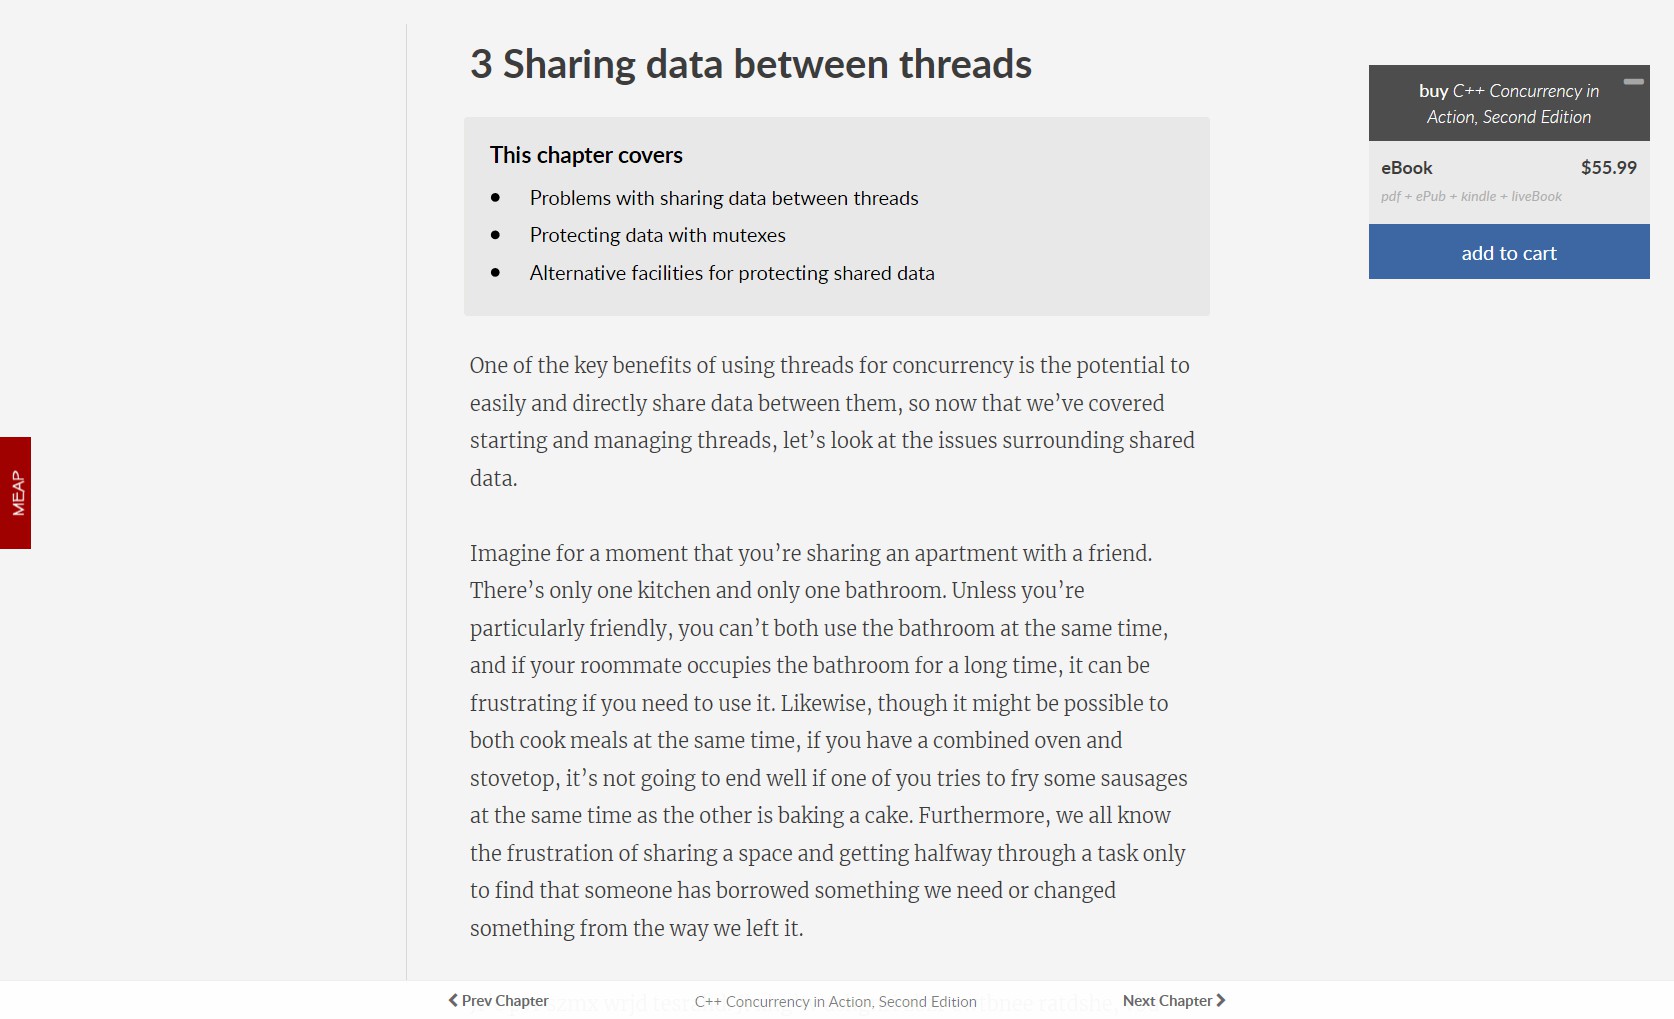 3 Sharing data between threads
This chapter covers
● Problems with sharing data between threads
● Protecting data with mutexes
● Alternative facilities for protecting shared data
One of the key benefits of using threads for concurrency is the potential to
easily and directly share data between them, so now that we’ve covered
starting and managing threads, let’s look at the issues surrounding shared
data.
Imagine for a moment that you’re sharing an apartment with a friend.
There’s only one kitchen and only one bathroom. Unless you’re
particularly friendly, you can’t both use the bathroom at the same time,
and if your roommate occupies the bathroom for a long time, it can be
frustrating if you need to use it. Likewise, though it might be possible to
both cook meals at the same time, if you have a combined oven and
stovetop, it’s not going to end well if one of you tries to fry some sausages
at the same time as the other is baking a cake. Furthermore, we all know
the frustration of sharing a space and getting halfway through a task only
to find that someone has borrowed something we need or changed
something from the way we left it.
buy C++ Concurrency in
Action, Second Edition
eBook $55.99
pdf + ePub + kindle + liveBook
add to cart
MEAP
Prev Chapter
C++ Concurrency in Action, Second Edition
Next Chapter